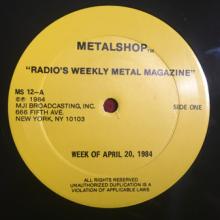 METALSHOP™
"RADIO'S WEEKLY METAL MAGAZINE"
MS 12-A
℗ 1984
MJI BROADCASTING, INC.
666 FIFTH AVE.
NEW YORK, NY 10103
SIDE ONE
WEEK OF APRIL 20, 1984
ALL RIGHTS RESERVED
UNAUTHORIZED DUPLICATION IS A
VIOLATION OF APPLICABLE LAWS